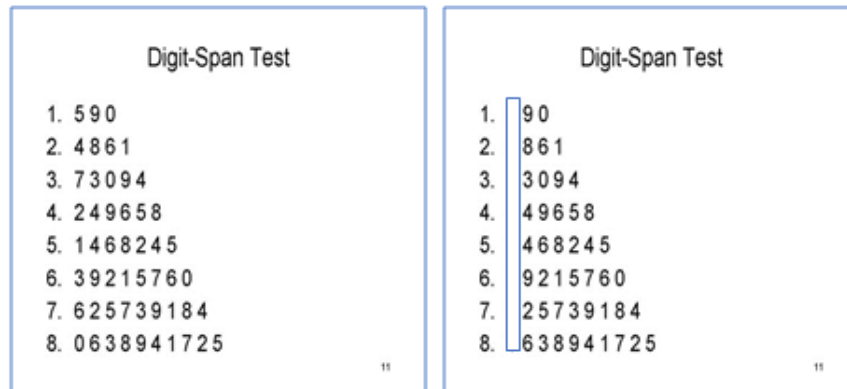 Digit-Span Test
1. 5 9 0
2. 4 8 6 1
3. 7 3 0 9 4
4. 2 4 9 6 5 8
5. 1 4 6 8 2 4 5
6. 3 9 2 1 5 7 6 0
7. 6 2 5 7 3 9 1 8 4
8. 0 6 3 8 9 4 1 7 2 5
11
Digit-Span Test
1. 9 0
2. 8 6 1
3. 3 0 9 4
4. 4 9 6 5 8
5. 4 6 8 2 4 5
6. 9 2 1 5 7 6 0
7. 2 5 7 3 9 1 8 4
8. 6 3 8 9 4 1 7 2 5
11